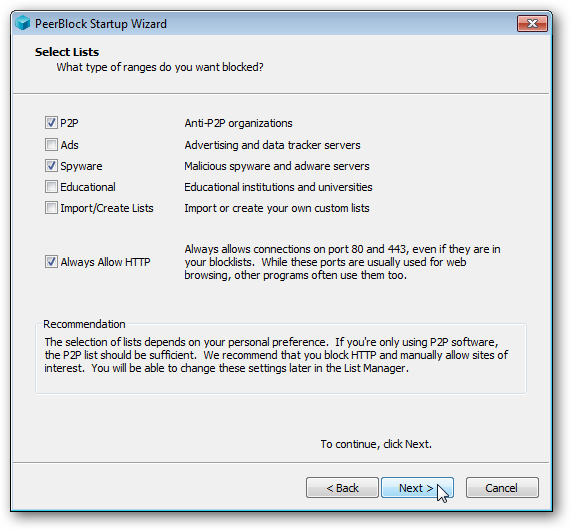 PeerBlock Startup Wizard
Select Lists
What type of ranges do you want blocked?
P2P Anti-P2P organizations
Ads Advertising and data tracker servers
Spyware Malicious spyware and adware servers
Educational Educational institutions and universities
Import/Create Lists Import or create your own custom lists
Always Allow HTTP Always allows connections on port 80 and 443, even if they are in
your blocklists. While these ports are usually used for web
browsing, other programs often use them too.
Recommendation
The selection of lists depends on your personal preference. If you're only using P2P software,
the P2P list should be sufficient. We recommend that you block HTTP and manually allow sites of
interest. You will be able to change these settings later in the List Manager.
To continue, click Next.
< Back Next > Cancel